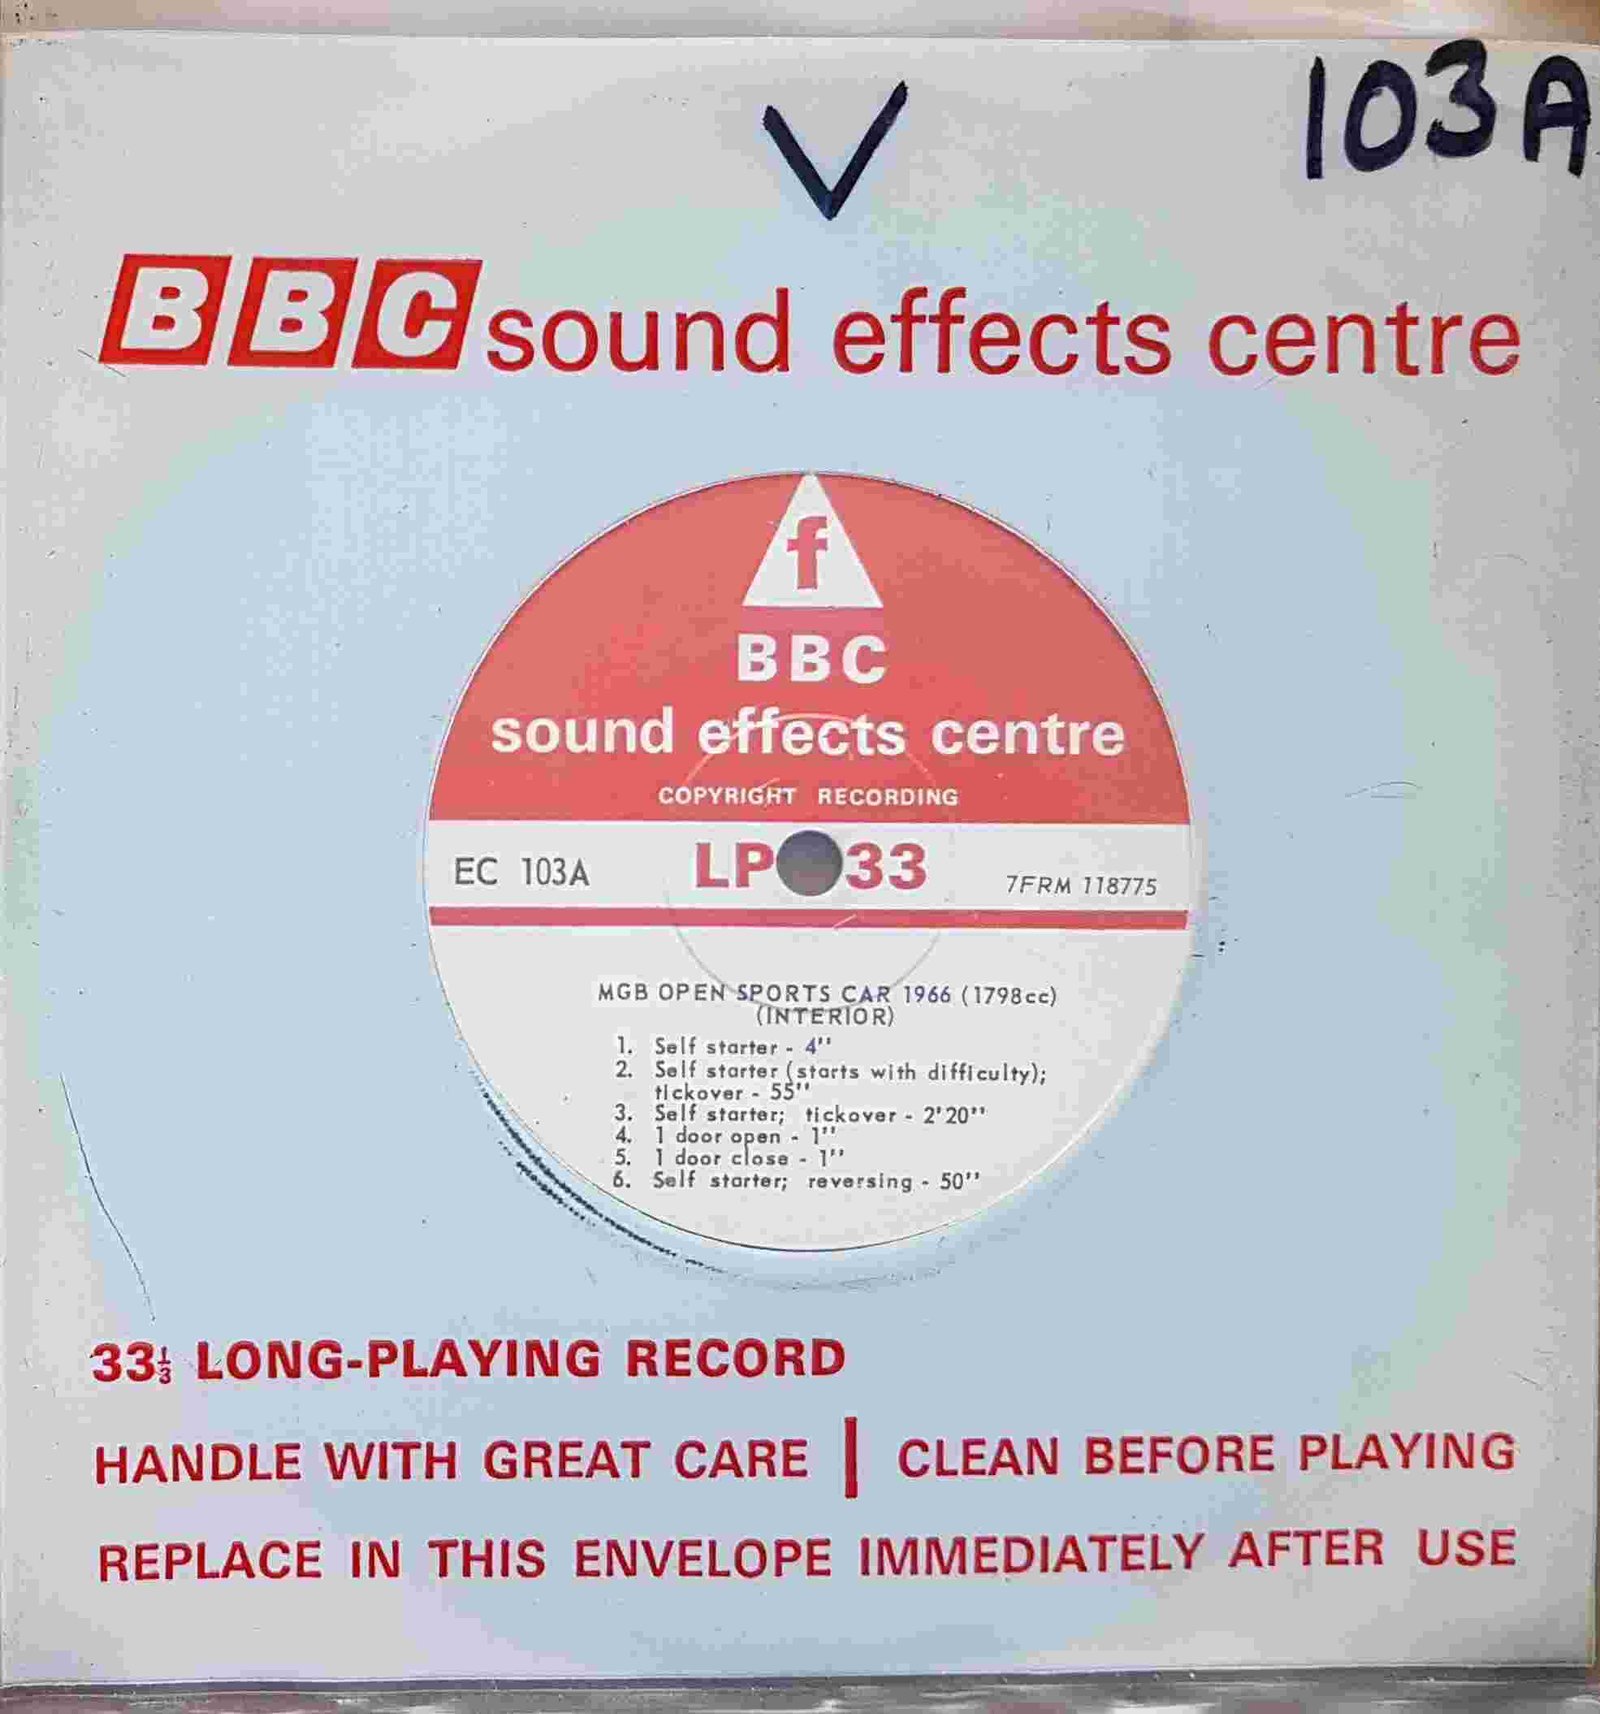 103A
V
BBC sound effects centre
f
BBC
sound effects centre
COPYRIGHT RECORDING
EC 103A LP 33 7FRM 118775
MGB OPEN SPORTS CAR 1966 (1798cc)
(INTERIOR)
1. Self starter - 4''
2. Self starter (starts with difficulty);
tickover - 55''
3. Self starter; tickover - 2'20''
4. 1 door open - 1''
5. 1 door close - 1''
6. Self starter; reversing - 50''
33⅓ LONG-PLAYING RECORD
HANDLE WITH GREAT CARE | CLEAN BEFORE PLAYING
REPLACE IN THIS ENVELOPE IMMEDIATELY AFTER USE